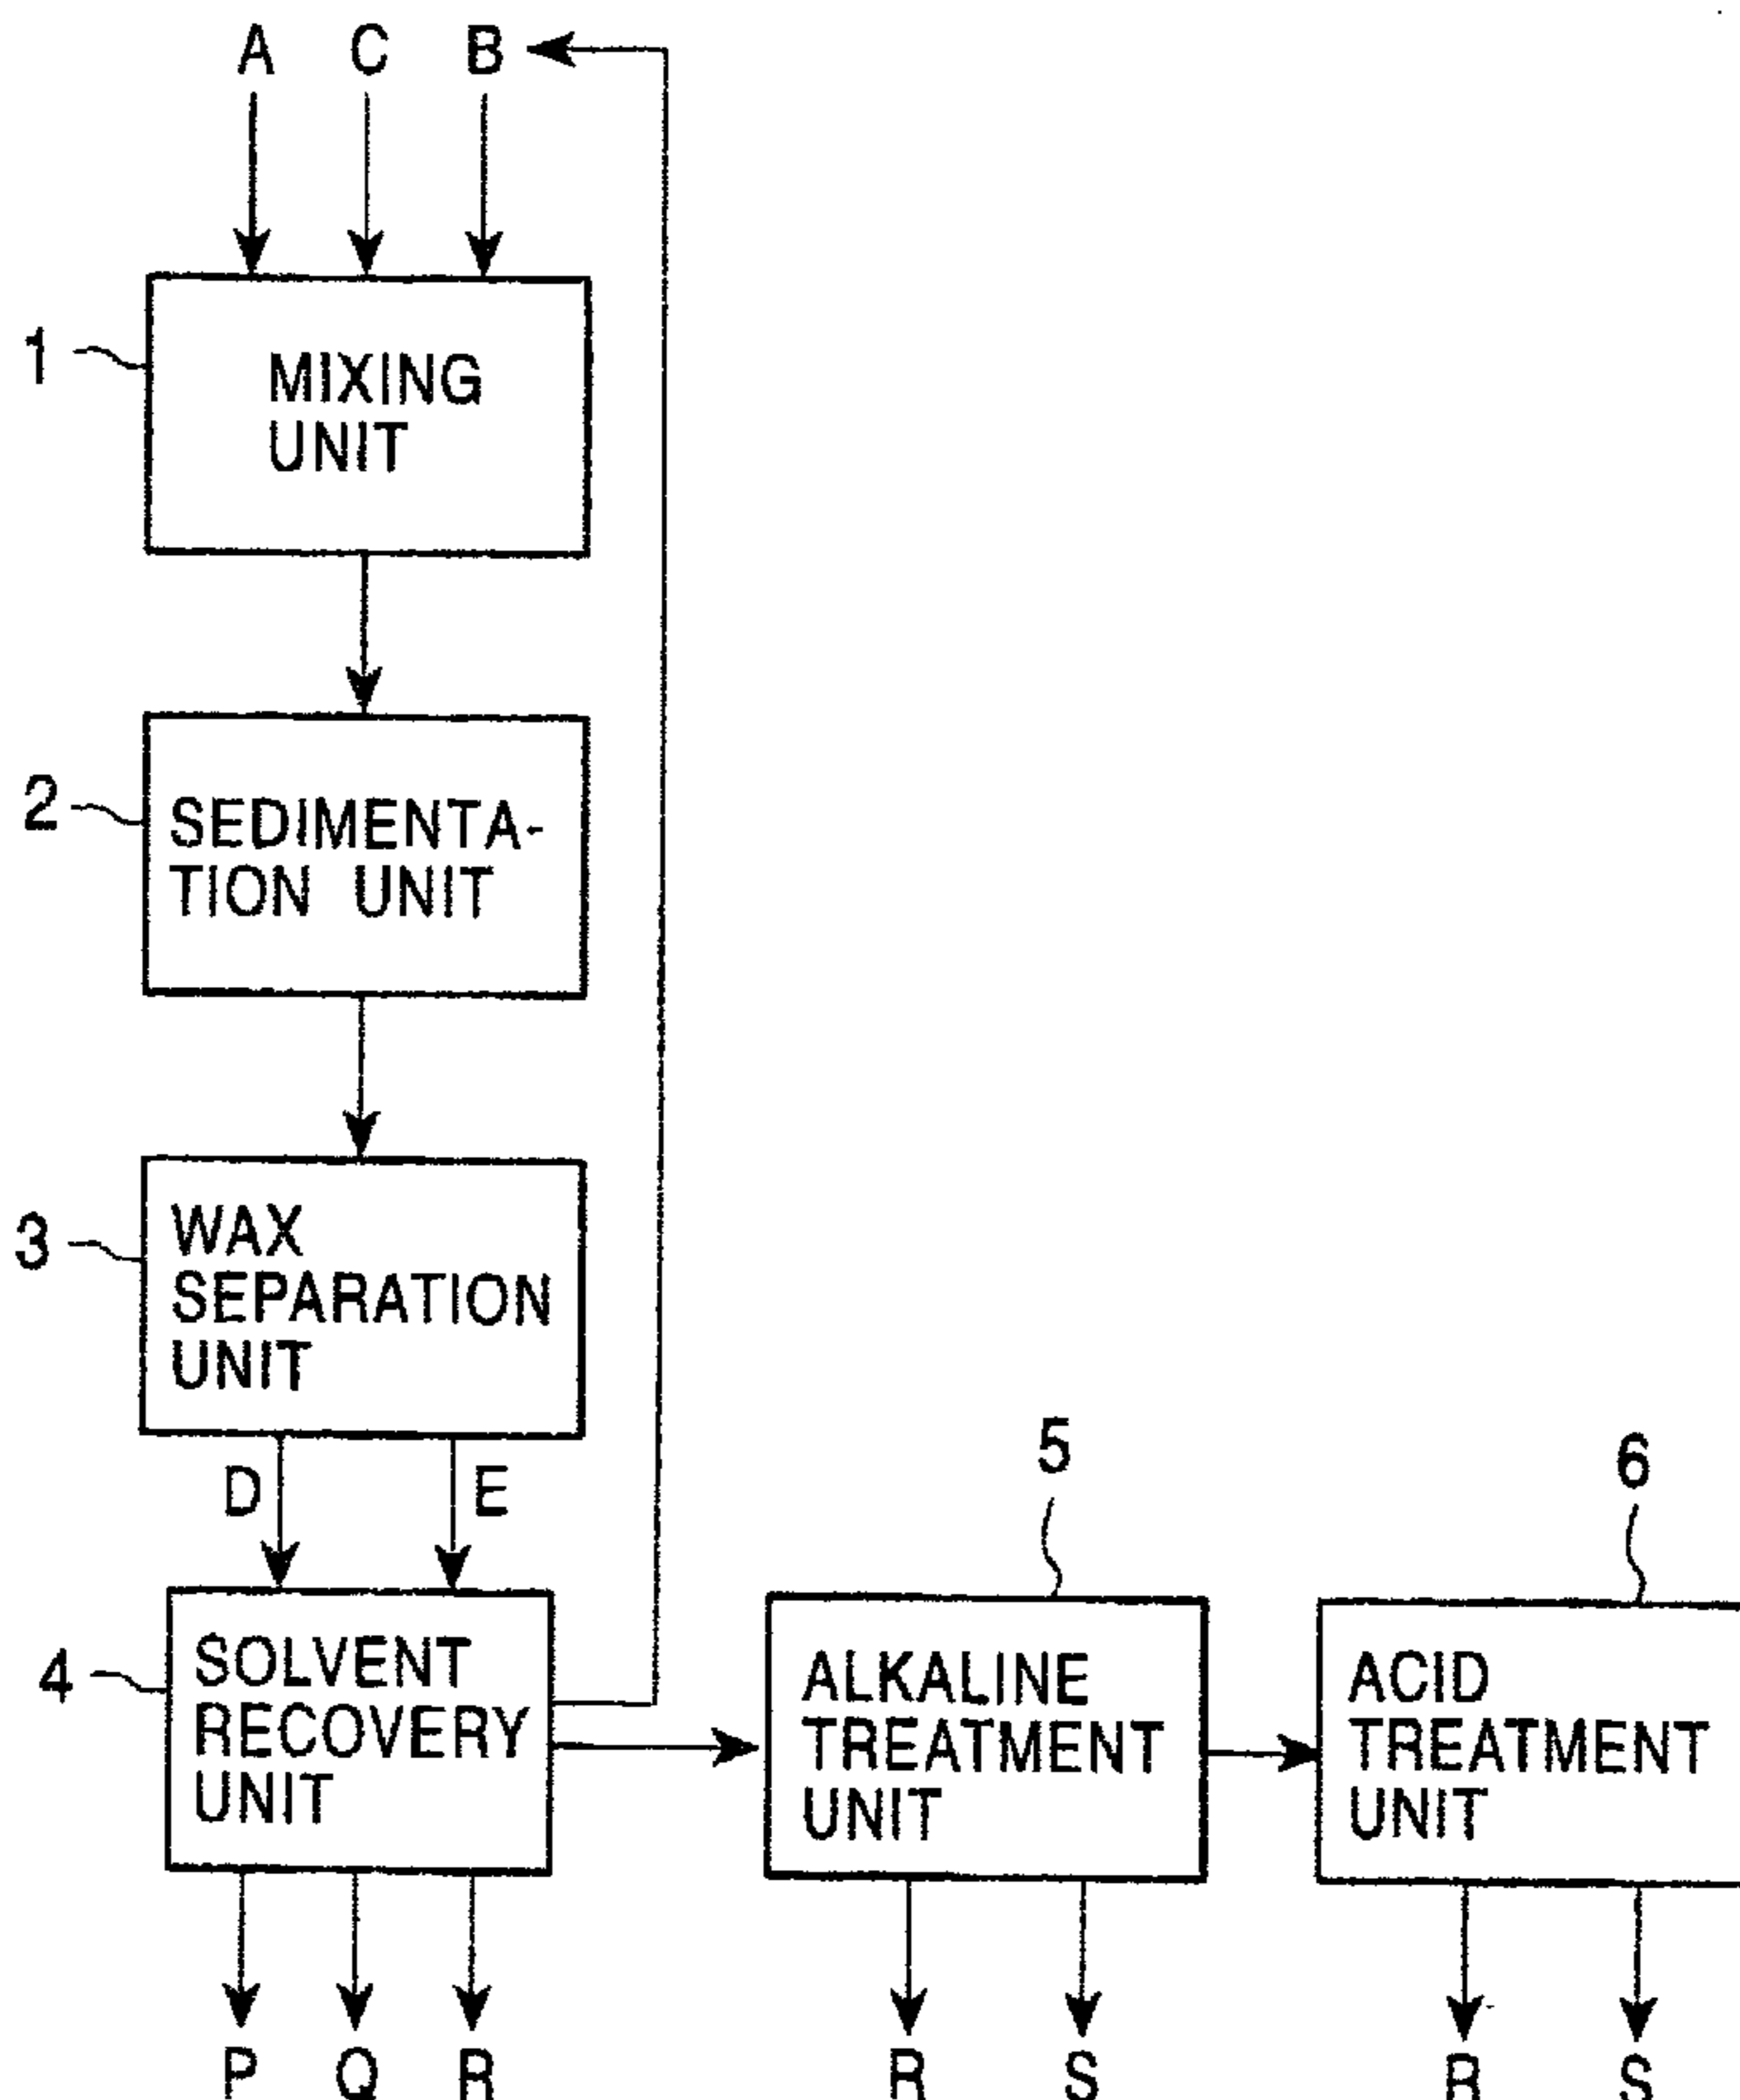 A C B
1
MIXING
UNIT
2
SEDIMENTA-
TION UNIT
3
WAX
SEPARATION
UNIT
D E
5
6
4
SOLVENT
RECOVERY
UNIT
ALKALINE
TREATMENT
UNIT
ACID
TREATMENT
UNIT
P Q R
R S
R S